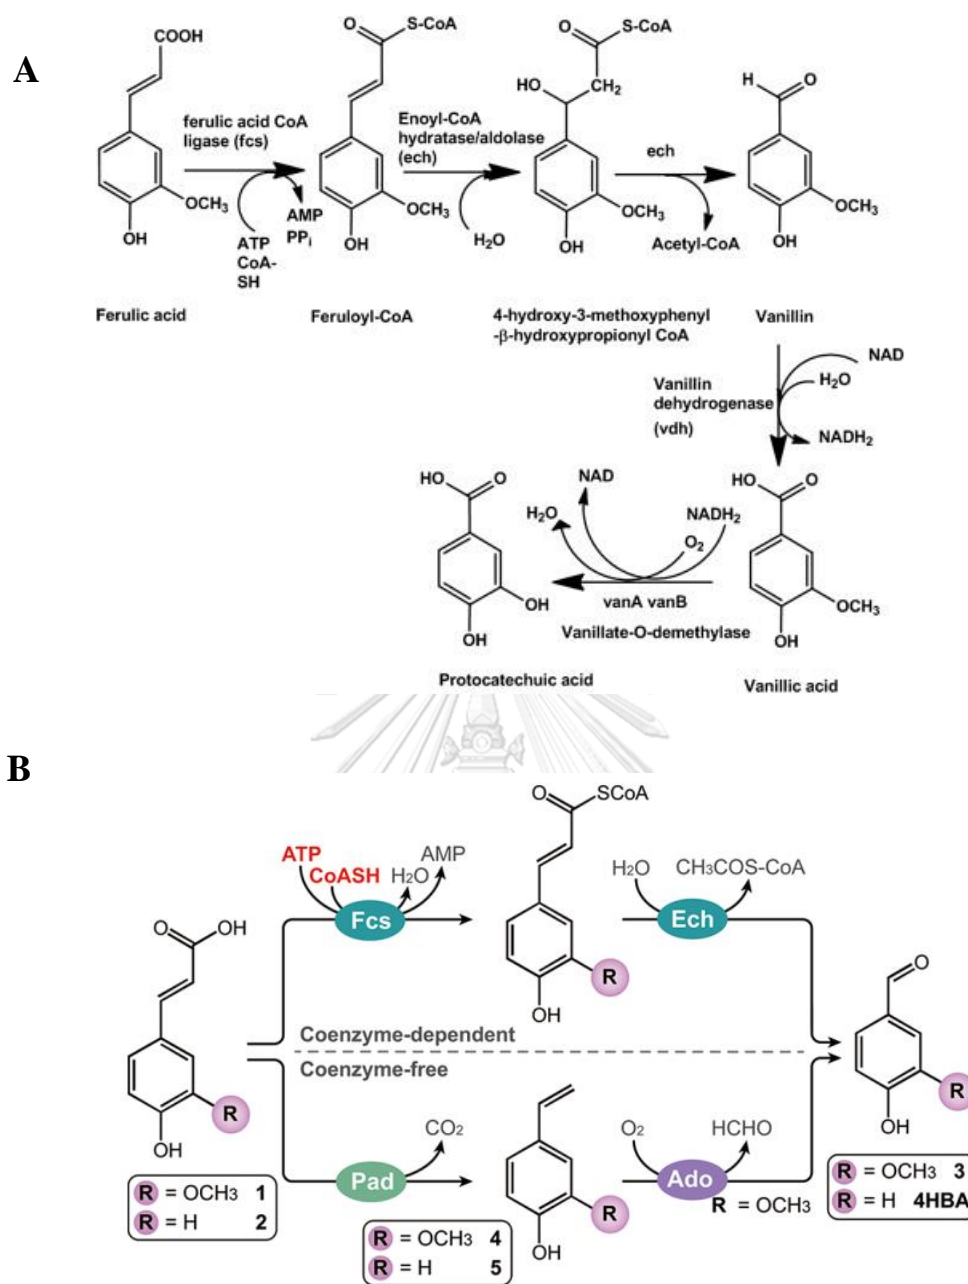 A
COOH
OCH3
OH
Ferulic acid
ferulic acid CoA
ligase (fcs)
ATP
CoA-
SH
AMP
PPi
O
S-CoA
OCH3
OH
Feruloyl-CoA
Enoyl-CoA
hydratase/aldolase
(ech)
H2O
O
S-CoA
HO
CH2
OCH3
OH
4-hydroxy-3-methoxyphenyl
-β-hydroxypropionyl CoA
ech
Acetyl-CoA
H
O
OCH3
OH
Vanillin
Vanillin
dehydrogenase
(vdh)
NAD
H2O
NADH2
HO
O
OCH3
OH
Vanillic acid
NADH2
O2
NAD
H2O
vanA vanB
Vanillate-O-demethylase
HO
O
OH
OH
Protocatechuic acid
B
O
OH
R
OH
R = OCH3 1
R = H 2
ATP
CoASH
H2O
AMP
Fcs
Coenzyme-dependent
Coenzyme-free
O
SCoA
R
OH
H2O
CH3COS-CoA
Ech
CO2
Pad
R
OH
R = OCH3 4
R = H 5
O2
HCHO
Ado
R = OCH3
O
R
OH
R = OCH3 3
R = H 4HBA